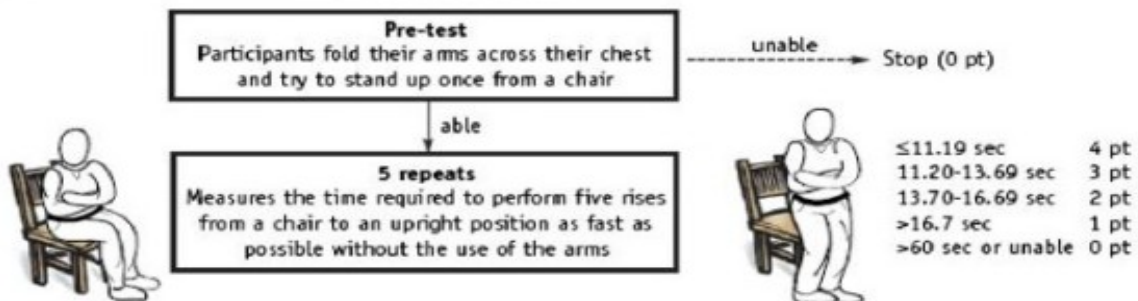 Pre-test
Participants fold their arms across their chest
and try to stand up once from a chair
unable
Stop (0 pt)
able
5 repeats
Measures the time required to perform five rises
from a chair to an upright position as fast as
possible without the use of the arms
≤11.19 sec 4 pt
11.20-13.69 sec 3 pt
13.70-16.69 sec 2 pt
>16.7 sec 1 pt
>60 sec or unable 0 pt